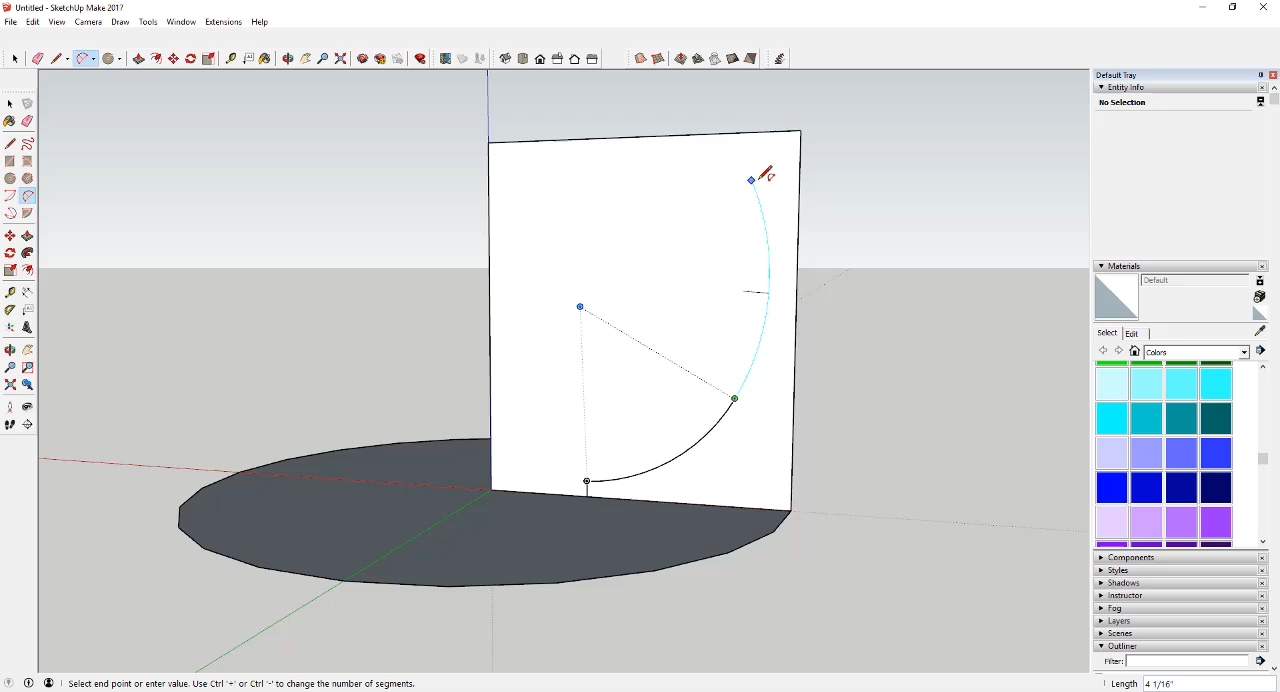 Untitled - SketchUp Make 2017
File Edit View Camera Draw Tools Window Extensions Help
Default Tray
Entity Info
No Selection
Materials
Default
Select Edit
Colors
Components
Styles
Shadows
Instructor
Fog
Layers
Scenes
Outliner
Filter:
Select end point or enter value. Use Ctrl '+' or Ctrl '-' to change the number of segments.
Length 4 1/16"